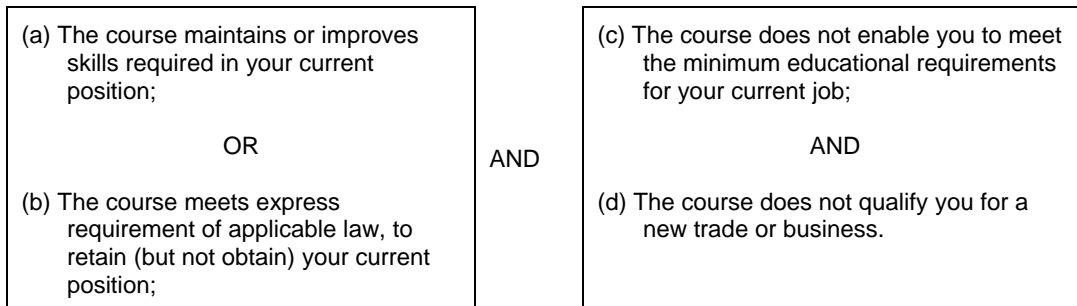 (a) The course maintains or improves
skills required in your current
position;
OR
(b) The course meets express
requirement of applicable law, to
retain (but not obtain) your current
position;
AND
(c) The course does not enable you to meet
the minimum educational requirements
for your current job;
AND
(d) The course does not qualify you for a
new trade or business.